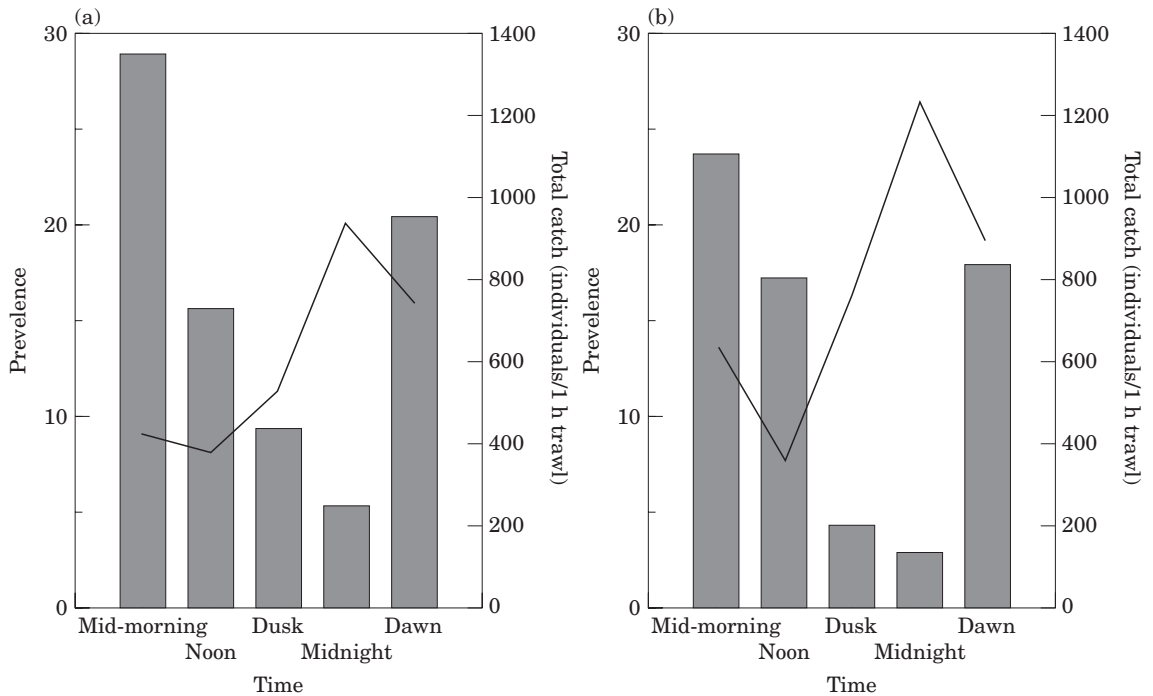 (a)
30
20
10
0
Prevelence
1400
1200
1000
800
600
400
200
0
Total catch (individuals/1 h trawl)
Mid-morning
Noon
Dusk
Midnight
Dawn
Time
(b)
30
20
10
0
Prevelence
1400
1200
1000
800
600
400
200
0
Total catch (individuals/1 h trawl)
Mid-morning
Noon
Dusk
Midnight
Dawn
Time